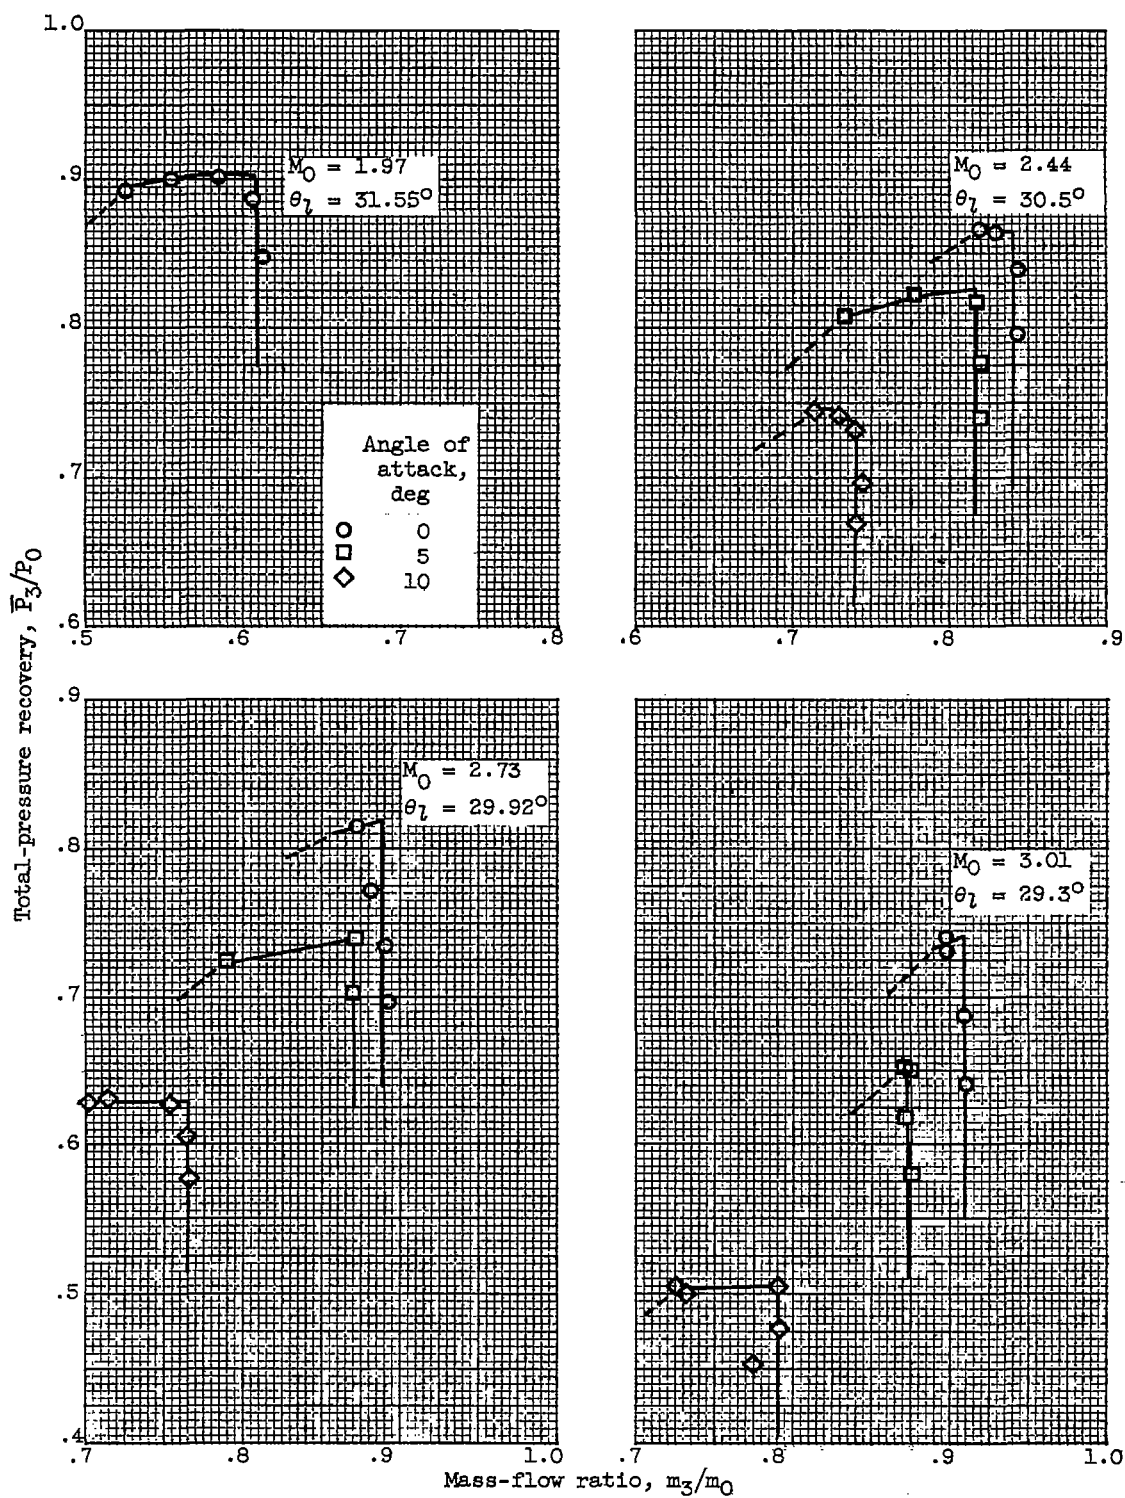 1.0
.9
.8
.7
.6
M0 = 1.97
θl = 31.55°
Angle of
attack,
deg
0
5
10
.5 .6 .7 .8
M0 = 2.44
θl = 30.5°
.6 .7 .8 .9
Total-pressure recovery, P̅3/P0
.9
.8
.7
.6
.5
.4
M0 = 2.73
θl = 29.92°
.7 .8 .9 1.0
M0 = 3.01
θl = 29.3°
.7 .8 .9 1.0
Mass-flow ratio, m3/m0